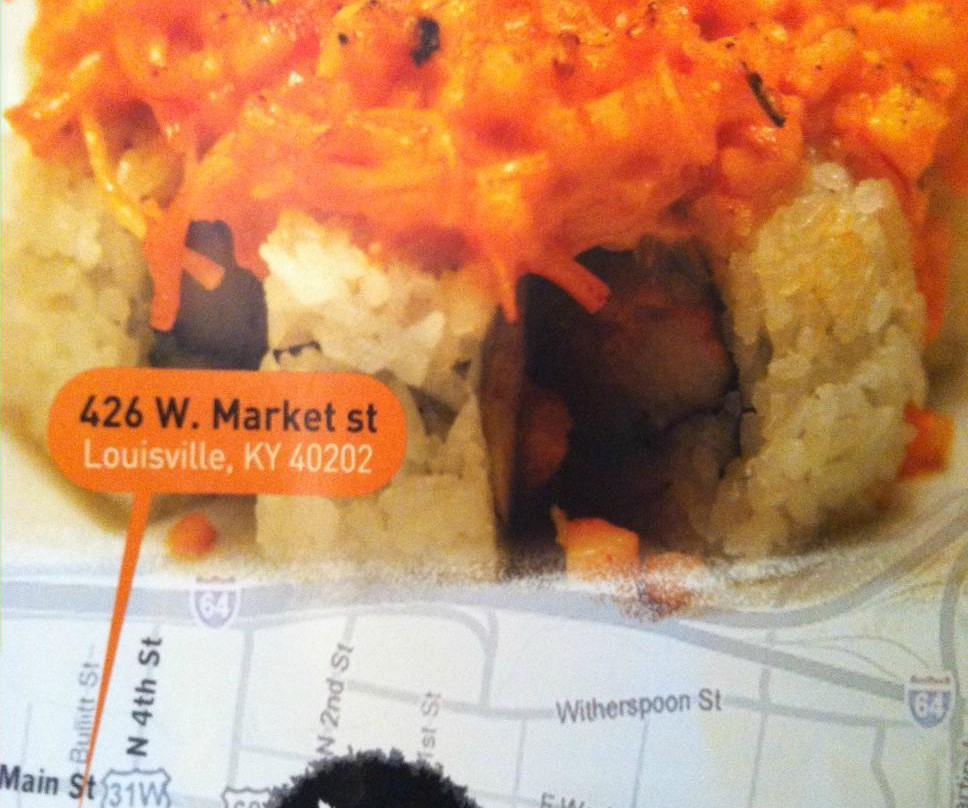 426 W. Market st
Louisville, KY 40202
64
Bullitt St
N 4th St
N 2nd St
1st St
Witherspoon St
64
Main St
31W